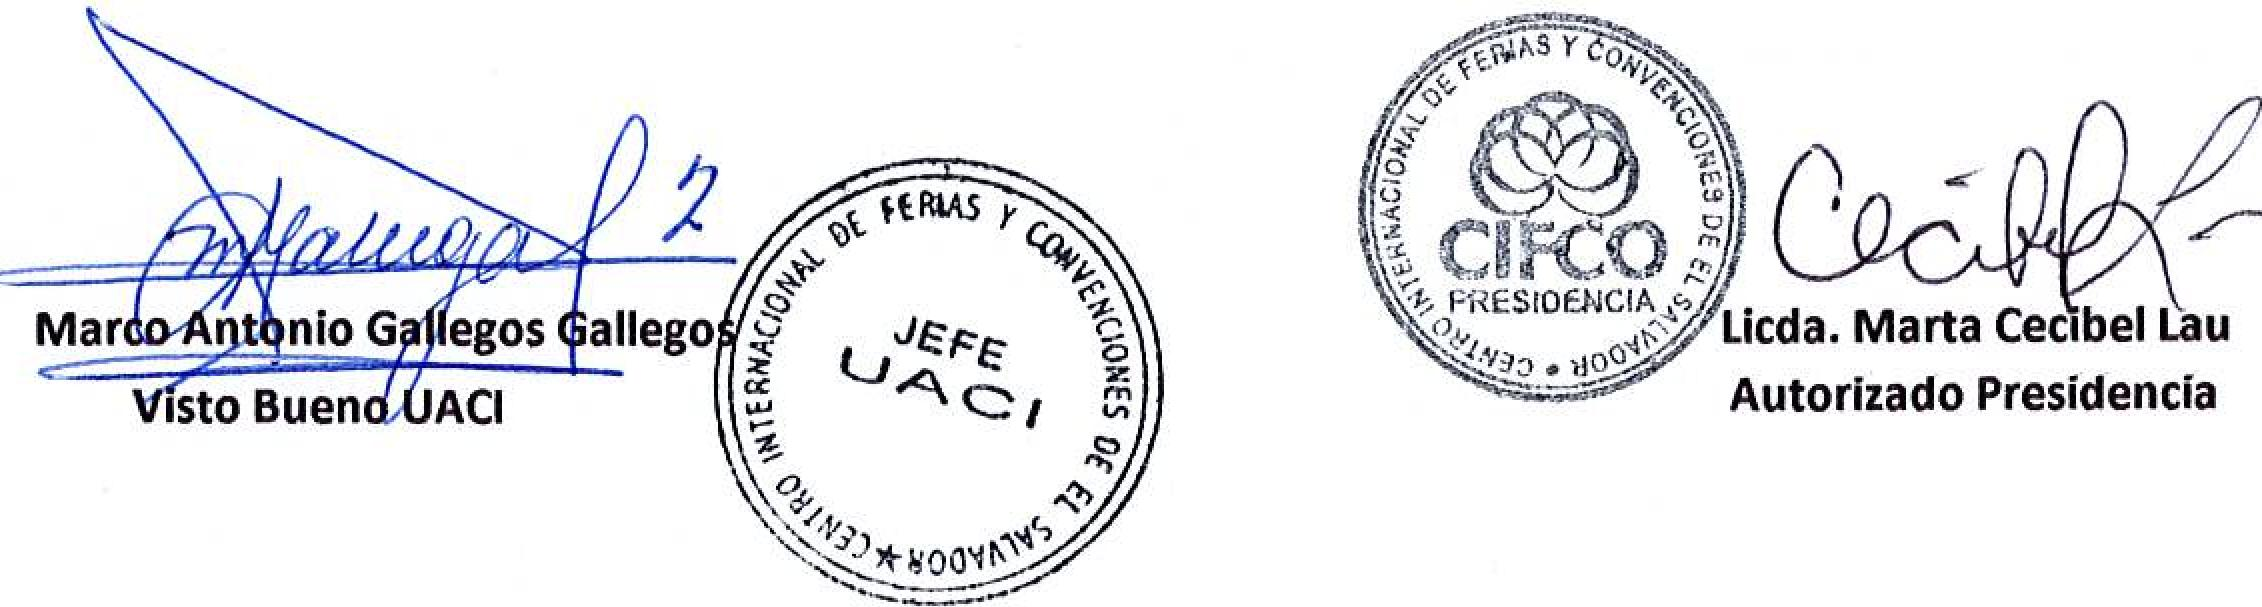 Marco Antonio Gallegos Gallegos
Visto Bueno UACI
CENTRO INTERNACIONAL DE FERIAS Y CONVENCIONES DE EL SALVADOR
JEFE
UACI
CENTRO INTERNACIONAL DE FERIAS Y CONVENCIONES DE EL SALVADOR
CIFCO
PRESIDENCIA
Licda. Marta Cecibel Lau
Autorizado Presidencia